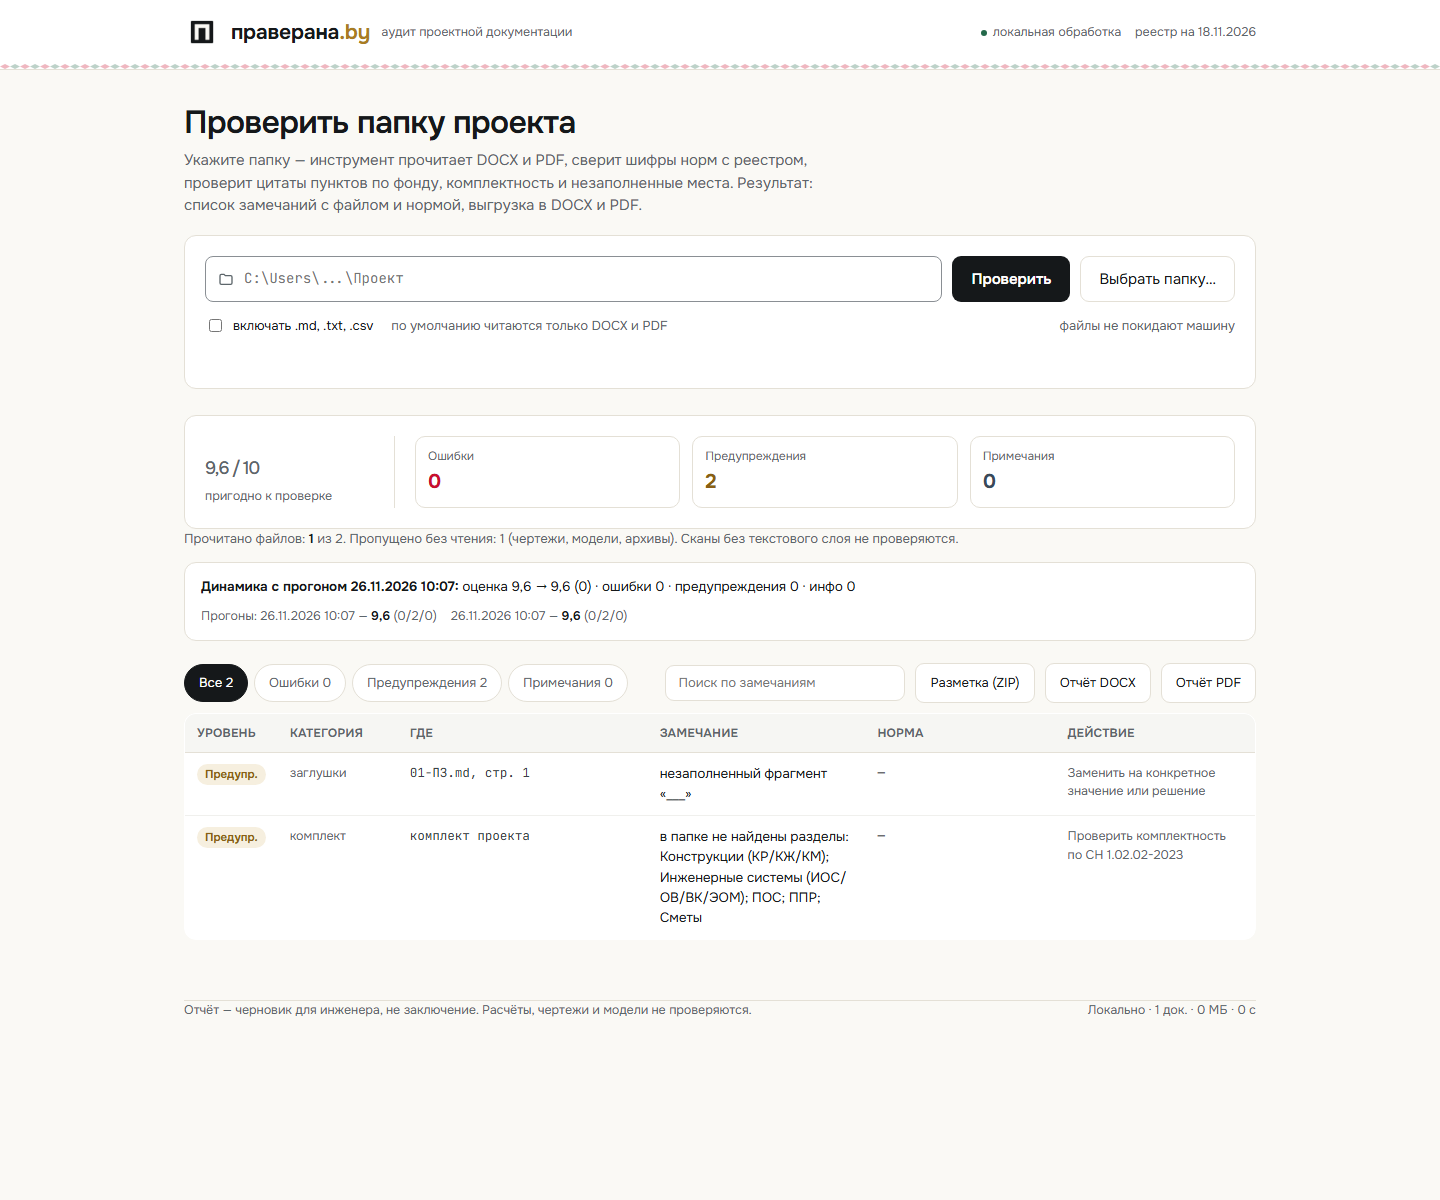 праверана.by аудит проектной документации
локальная обработка реестр на 18.11.2026
Проверить папку проекта
Укажите папку — инструмент прочитает DOCX и PDF, сверит шифры норм с реестром,
проверит цитаты пунктов по фонду, комплектность и незаполненные места. Результат:
список замечаний с файлом и нормой, выгрузка в DOCX и PDF.
C:\Users\...\Проект
Проверить
Выбрать папку...
включать .md, .txt, .csv по умолчанию читаются только DOCX и PDF
файлы не покидают машину
9,6 / 10
пригодно к проверке
Ошибки
0
Предупреждения
2
Примечания
0
Прочитано файлов: 1 из 2. Пропущено без чтения: 1 (чертежи, модели, архивы). Сканы без текстового слоя не проверяются.
Динамика с прогоном 26.11.2026 10:07: оценка 9,6 → 9,6 (0) · ошибки 0 · предупреждения 0 · инфо 0
Прогоны: 26.11.2026 10:07 — 9,6 (0/2/0) 26.11.2026 10:07 — 9,6 (0/2/0)
Все 2
Ошибки 0
Предупреждения 2
Примечания 0
Поиск по замечаниям
Разметка (ZIP)
Отчёт DOCX
Отчёт PDF
УРОВЕНЬ КАТЕГОРИЯ ГДЕ ЗАМЕЧАНИЕ НОРМА ДЕЙСТВИЕ
Предупр.
заглушки
01-ПЗ.md, стр. 1
незаполненный фрагмент
«___»
—
Заменить на конкретное
значение или решение
Предупр.
комплект
комплект проекта
в папке не найдены разделы:
Конструкции (КР/КЖ/КМ);
Инженерные системы (ИОС/
ОВ/ВК/ЭОМ); ПОС; ППР;
Сметы
—
Проверить комплектность
по СН 1.02.02-2023
Отчёт — черновик для инженера, не заключение. Расчёты, чертежи и модели не проверяются.
Локально · 1 док. · 0 МБ · 0 с